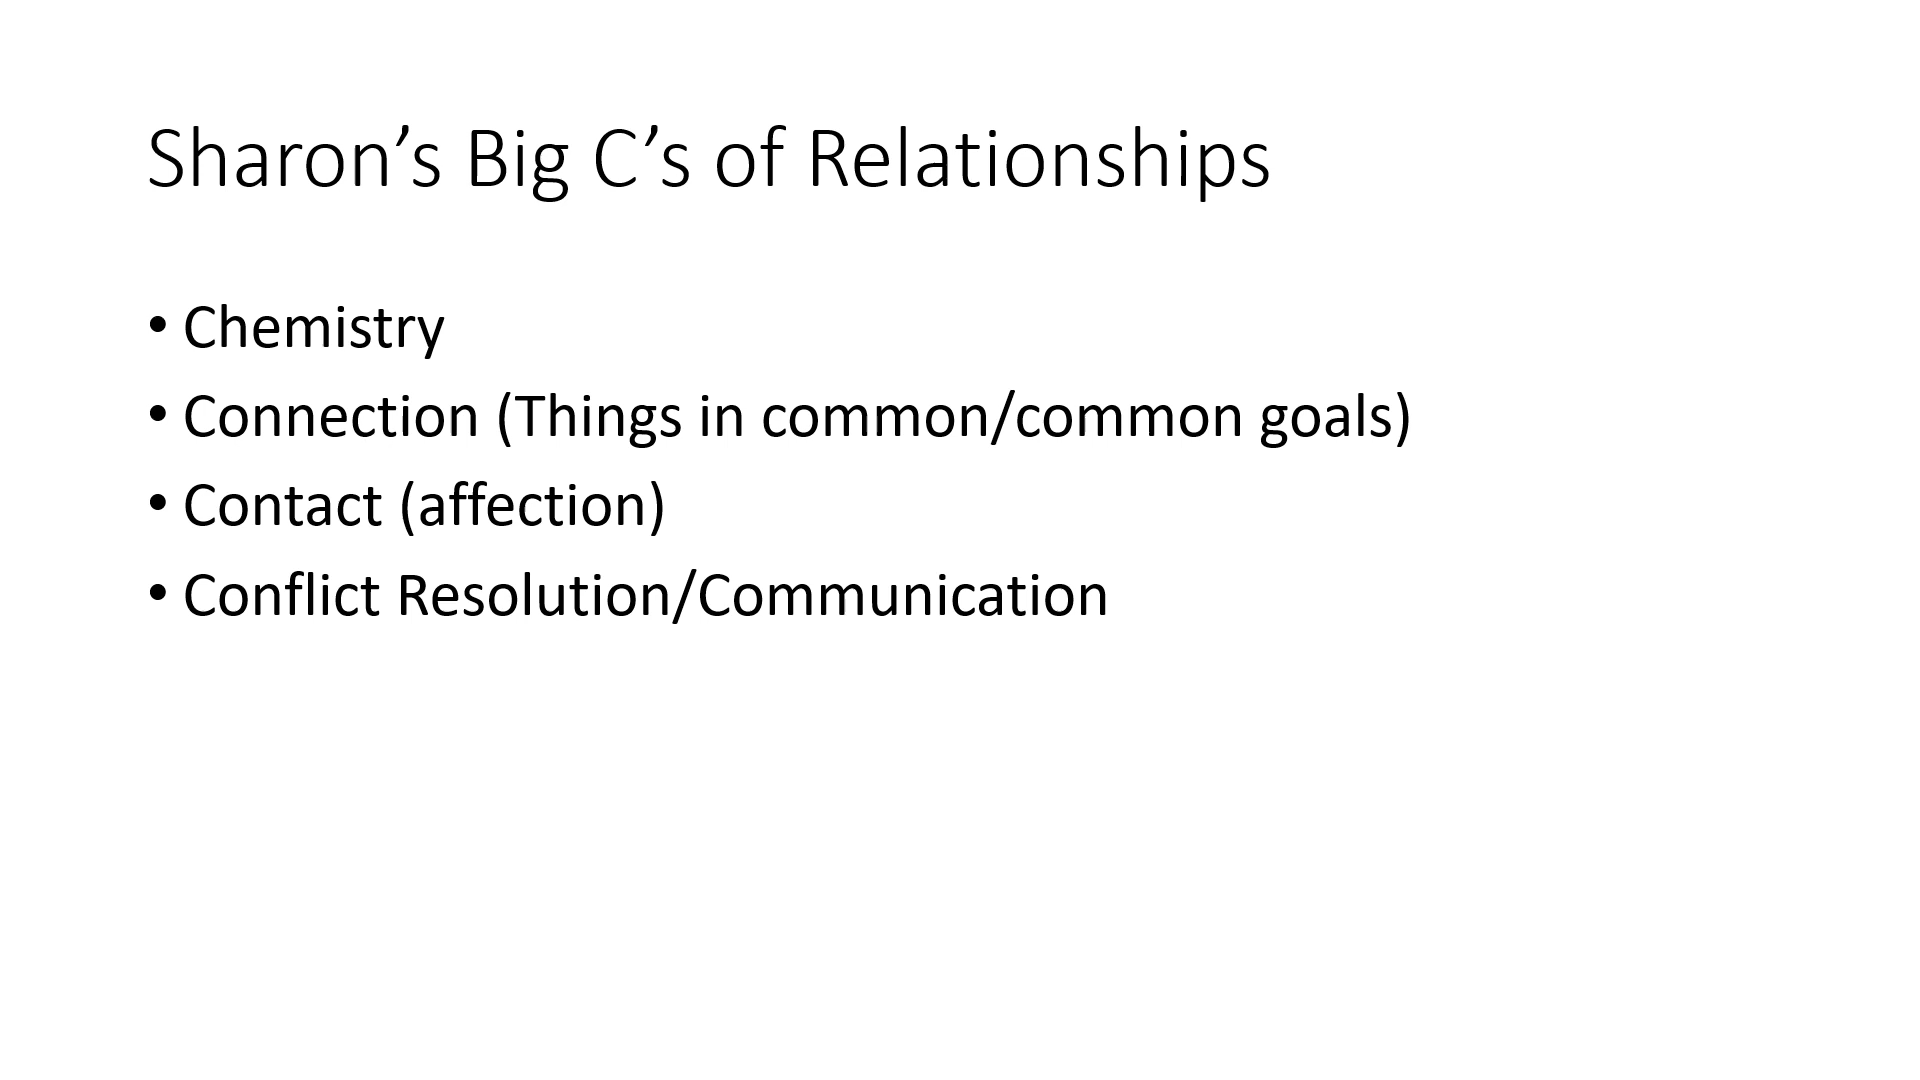 Sharon’s Big C’s of Relationships
• Chemistry
• Connection (Things in common/common goals)
• Contact (affection)
• Conflict Resolution/Communication